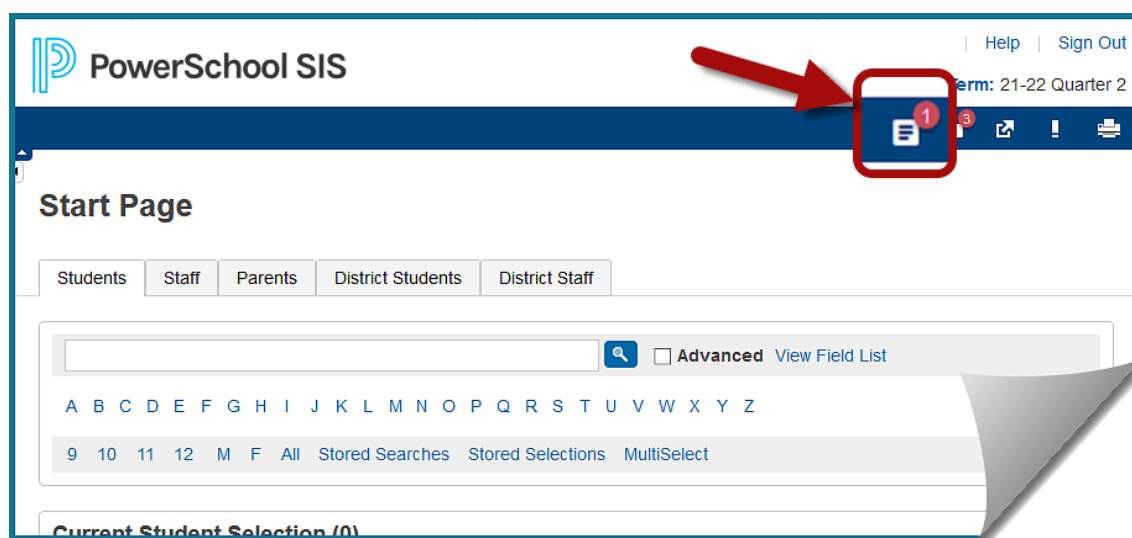 PowerSchool SIS
Help Sign Out
erm: 21-22 Quarter 2
1
3
Start Page
Students Staff Parents District Students District Staff
Advanced View Field List
A B C D E F G H I J K L M N O P Q R S T U V W X Y Z
9 10 11 12 M F All Stored Searches Stored Selections MultiSelect
Current Student Selection (0)